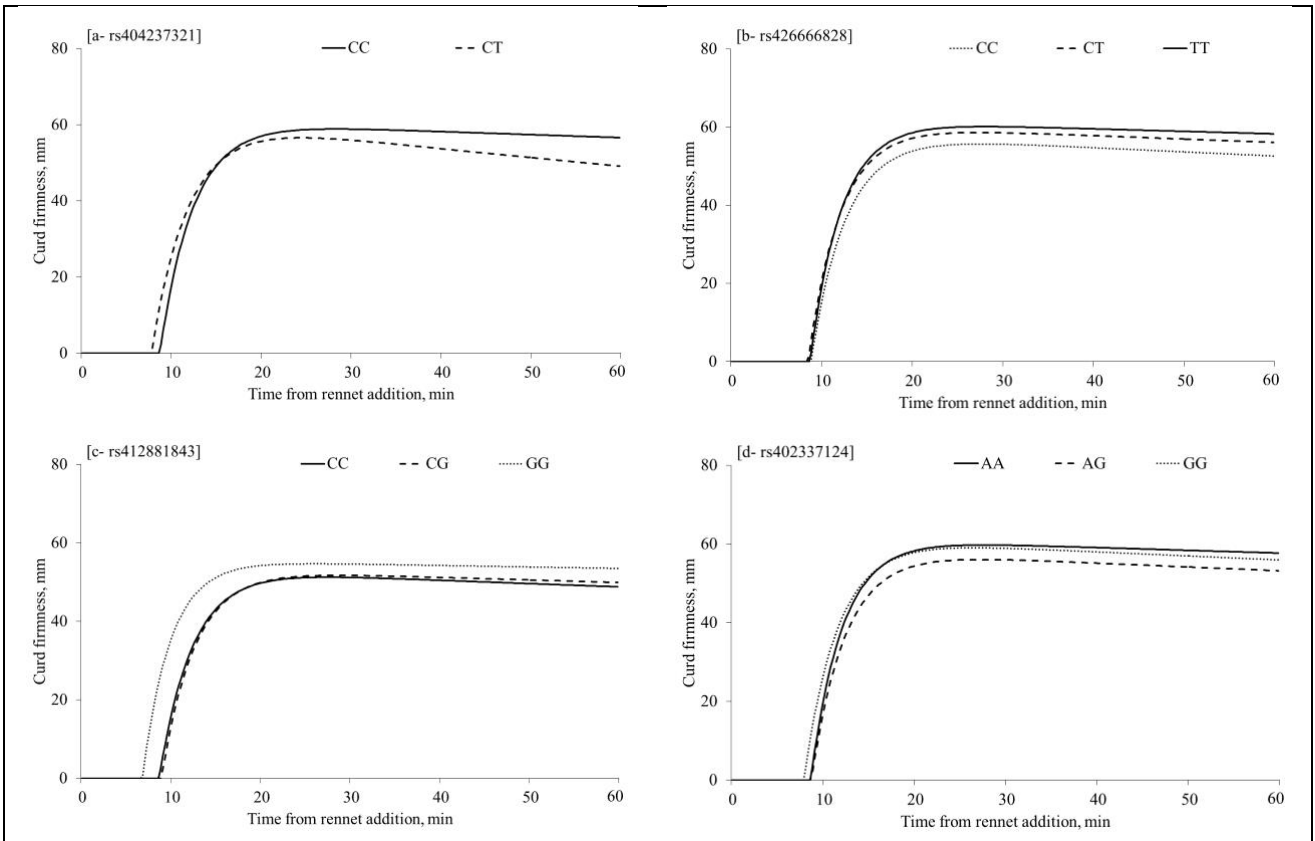 [a- rs404237321]
CC CT
80
60
40
20
0
0 10 20 30 40 50 60
Curd firmness, mm
Time from rennet addition, min
[b- rs426666828]
CC CT TT
80
60
40
20
0
0 10 20 30 40 50 60
Curd firmness, mm
Time from rennet addition, min
[c- rs412881843]
CC CG GG
80
60
40
20
0
0 10 20 30 40 50 60
Curd firmness, mm
Time from rennet addition, min
[d- rs402337124]
AA AG GG
80
60
40
20
0
0 10 20 30 40 50 60
Curd firmness, mm
Time from rennet addition, min